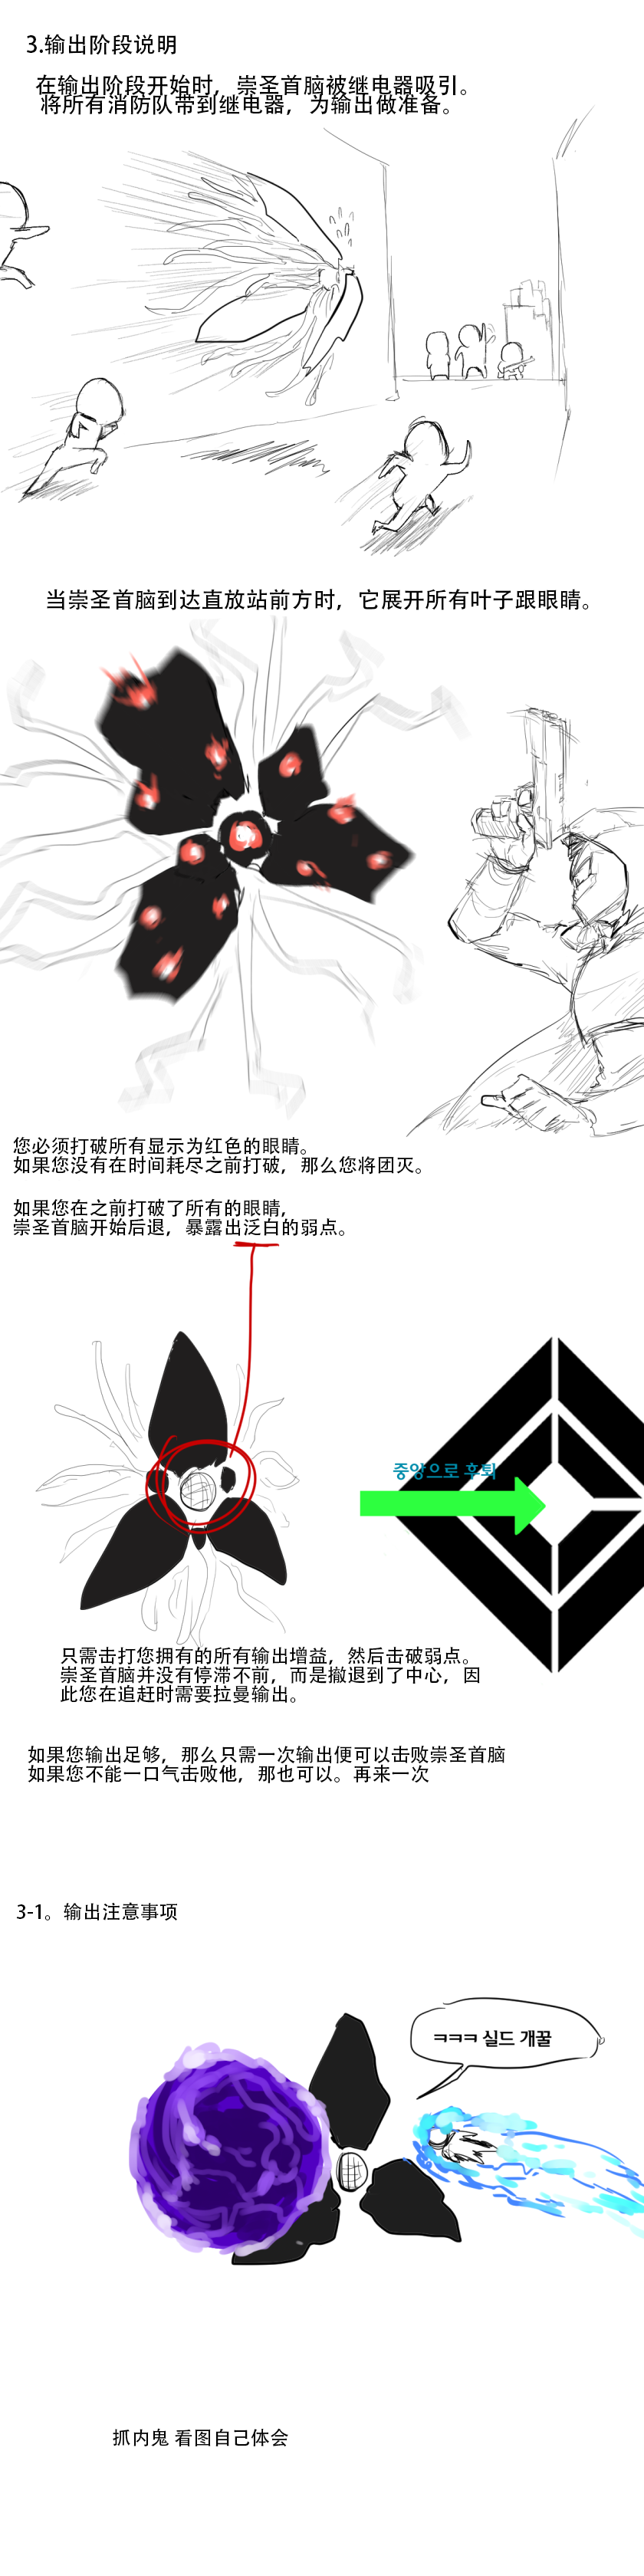 3.输出阶段说明
在输出阶段开始时，崇圣首脑被继电器吸引。
将所有消防队带到继电器，为输出做准备。
当崇圣首脑到达直放站前方时，它展开所有叶子跟眼睛。
您必须打破所有显示为红色的眼睛。
如果您没有在时间耗尽之前打破，那么您将团灭。
如果您在之前打破了所有的眼睛，
崇圣首脑开始后退，暴露出泛白的弱点。
중앙으로 후퇴
只需击打您拥有的所有输出增益，然后击破弱点。
崇圣首脑并没有停滞不前，而是撤退到了中心，因
此您在追赶时需要拉曼输出。
如果您输出足够，那么只需一次输出便可以击败崇圣首脑
如果您不能一口气击败他，那也可以。再来一次
3-1。输出注意事项
ㅋㅋㅋ 실드 개꿀
抓内鬼 看图自己体会